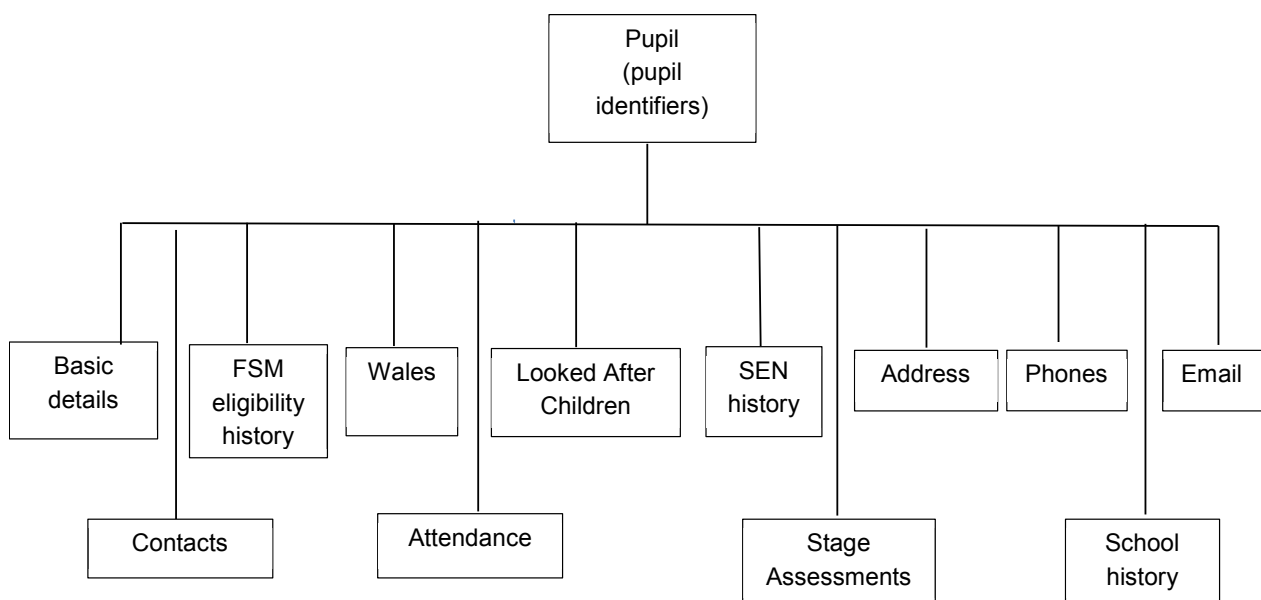 Pupil
(pupil
identifiers)
Basic
details
FSM
eligibility
history
Wales
Looked After
Children
SEN
history
Address
Phones
Email
Contacts
Attendance
Stage
Assessments
School
history